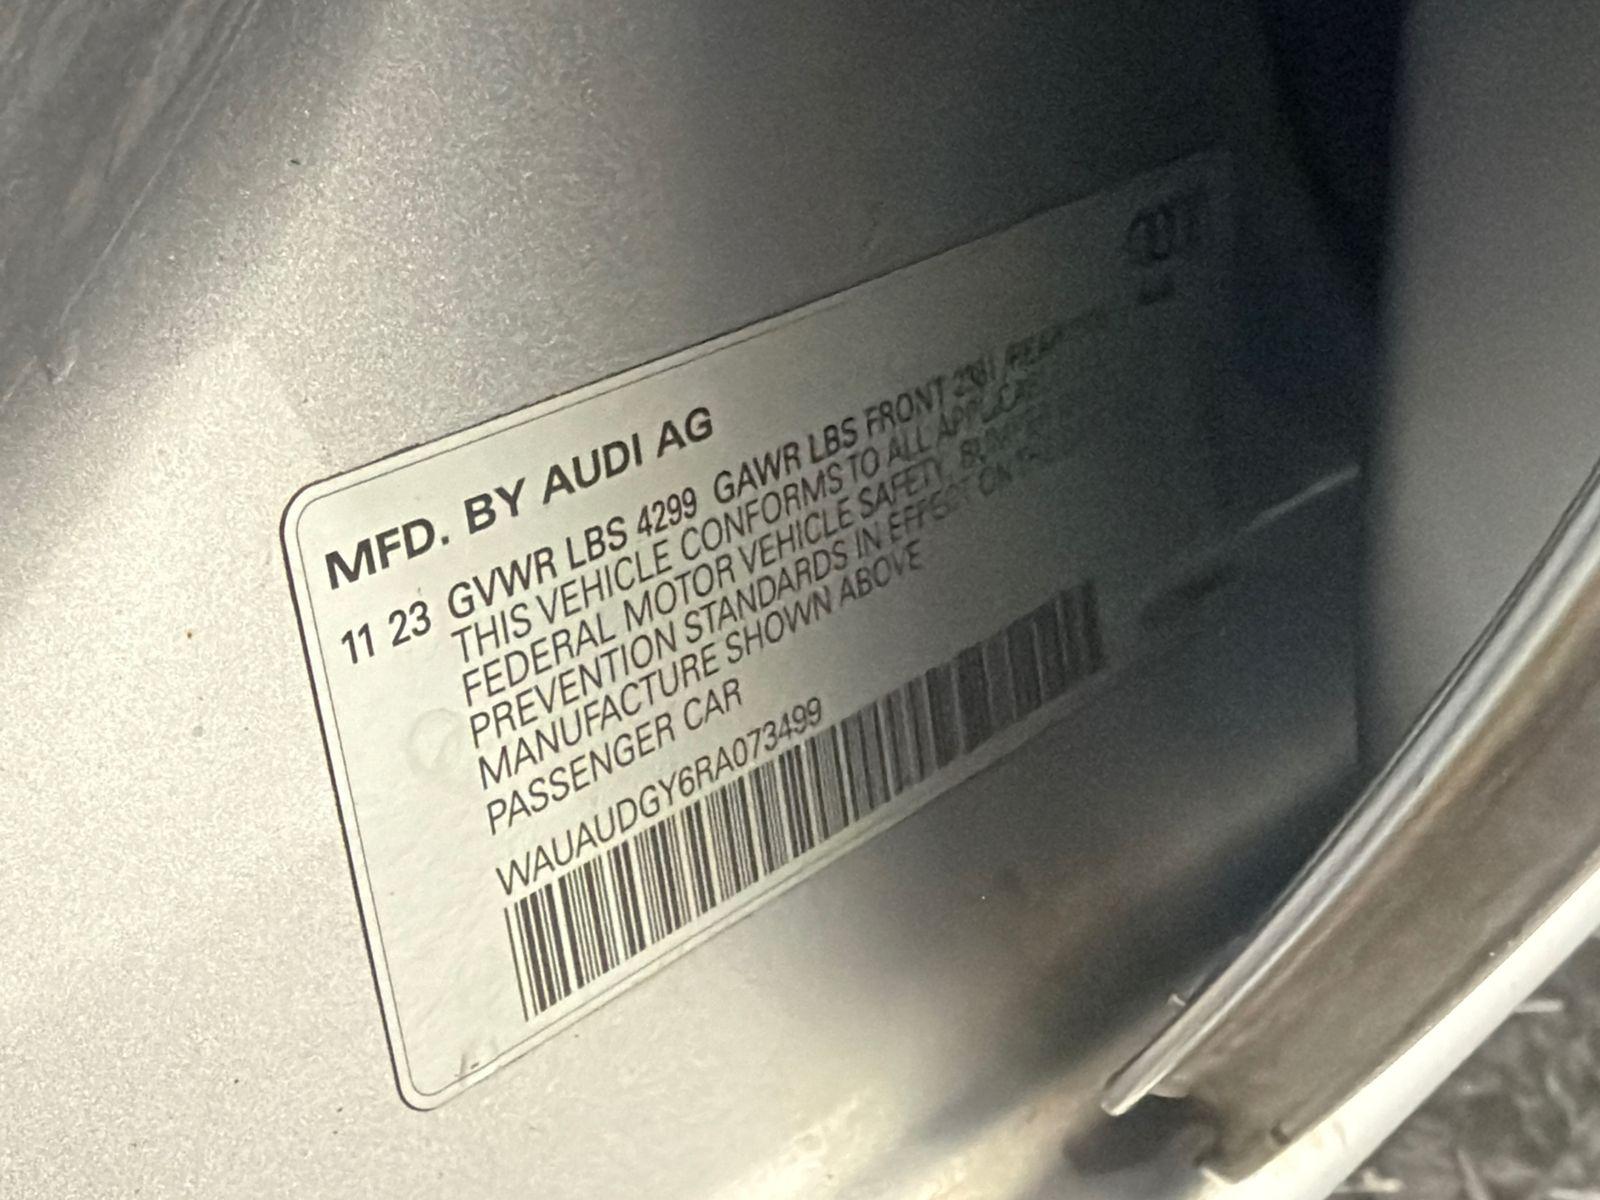 MFD. BY AUDI AG
11 23 GVWR LBS 4299 GAWR LBS FRONT
THIS VEHICLE CONFORMS TO ALL
FEDERAL MOTOR VEHICLE SAFETY, BUMPER
PREVENTION STANDARDS IN EFFECT ON
MANUFACTURE SHOWN ABOVE
PASSENGER CAR
WAUAUDGY6RA073499